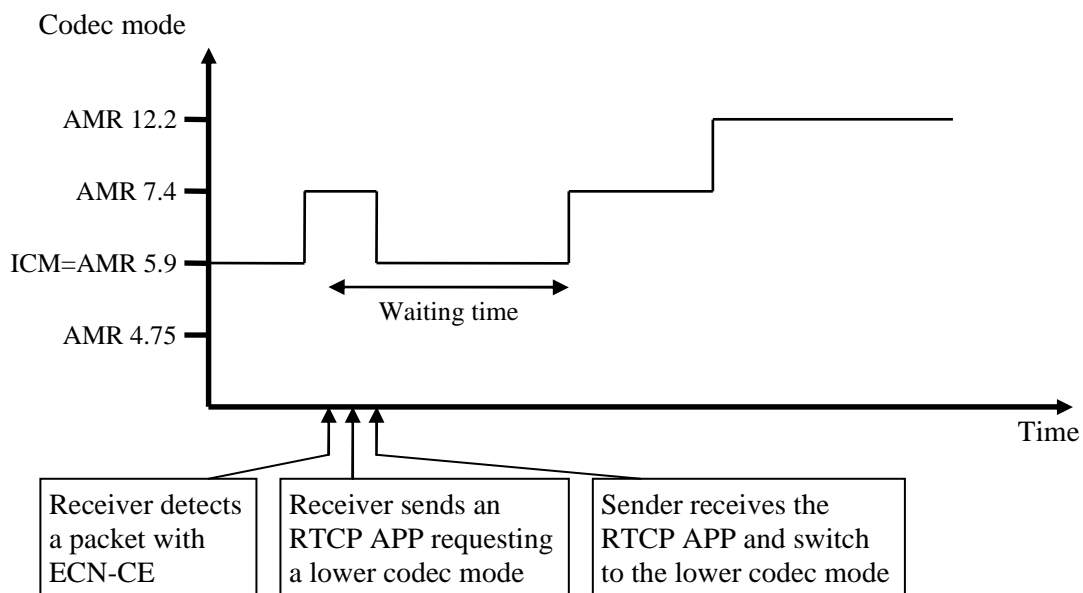 Codec mode
AMR 12.2
AMR 7.4
ICM=AMR 5.9
Waiting time
AMR 4.75
Time
Receiver detects
a packet with
ECN-CE
Receiver sends an
RTCP APP requesting
a lower codec mode
Sender receives the
RTCP APP and switch
to the lower codec mode